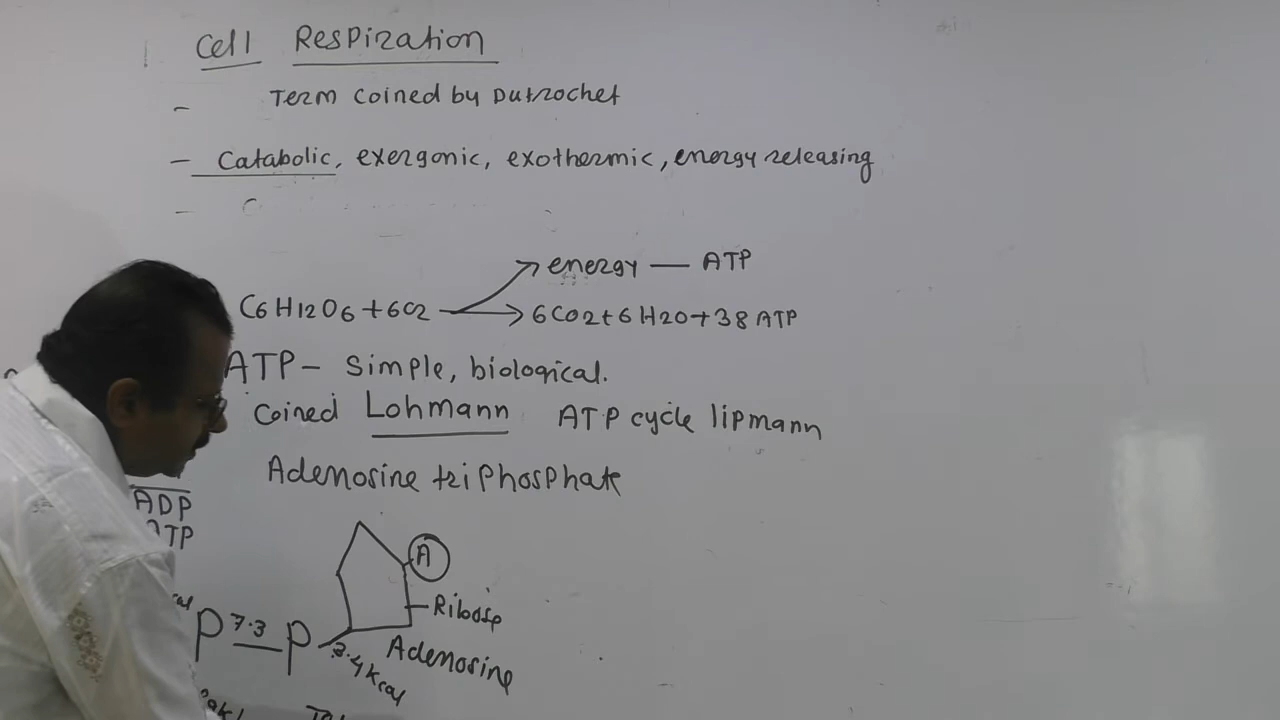 Cell Respiration
- Term coined by Dutrochet
- Catabolic, exergonic, exothermic, energy releasing
-
energy — ATP
C6H12O6+6O2 → 6CO2+6H2O+38ATP
ATP- Simple, biological.
Coined Lohmann ATP cycle lipmann
Adenosine triphosphate
ADP
ATP
A
Ribose
P 7.3 P
Adenosine
3.4 Kcal